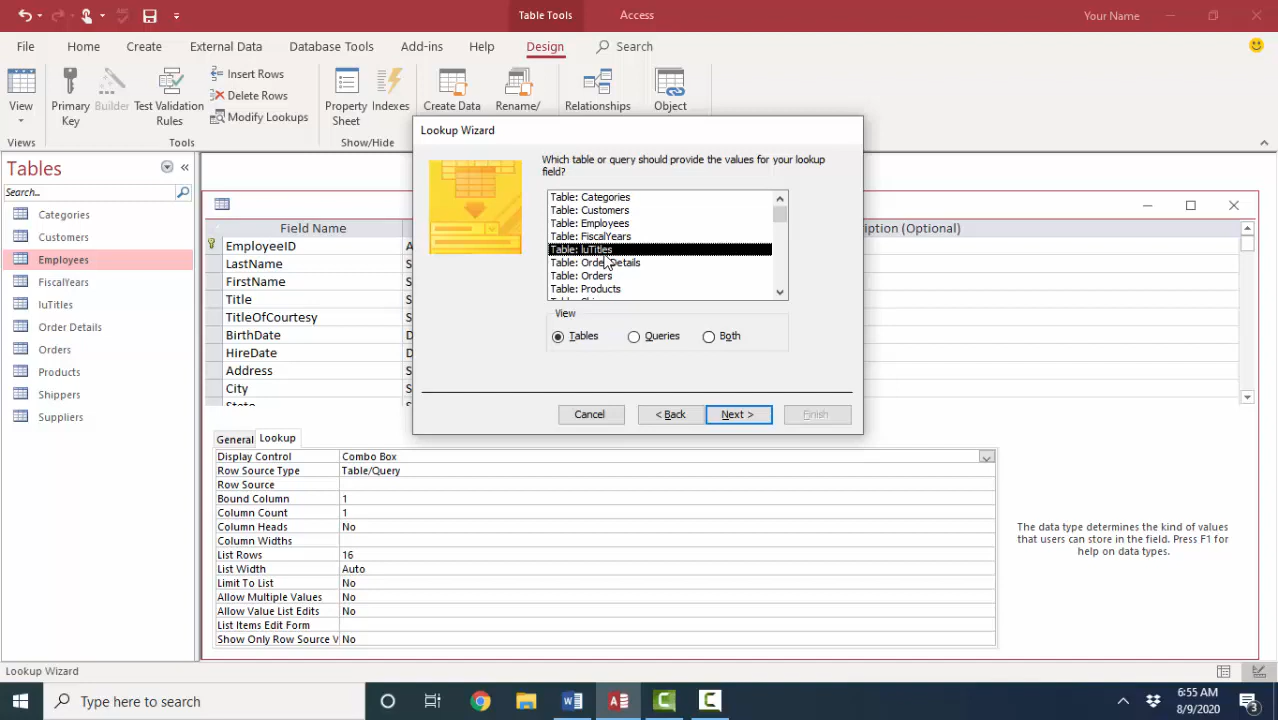 Table Tools
Access
Your Name
File
Home
Create
External Data
Database Tools
Add-ins
Help
Design
Search
View
Primary Key
Builder
Test Validation Rules
Insert Rows
Delete Rows
Modify Lookups
Property Sheet
Indexes
Create Data
Rename/
Relationships
Object
Views
Tools
Show/Hide
Tables
Search...
Categories
Customers
Employees
FiscalYears
luTitles
Order Details
Orders
Products
Shippers
Suppliers
Field Name
ption (Optional)
EmployeeID
LastName
FirstName
Title
TitleOfCourtesy
BirthDate
HireDate
Address
City
Lookup Wizard
Which table or query should provide the values for your lookup
field?
Table: Categories
Table: Customers
Table: Employees
Table: FiscalYears
Table: luTitles
Table: Order Details
Table: Orders
Table: Products
View
Tables
Queries
Both
Cancel
< Back
Next >
Finish
General
Lookup
Display Control Combo Box
Row Source Type Table/Query
Row Source
Bound Column 1
Column Count 1
Column Heads No
Column Widths
List Rows 16
List Width Auto
Limit To List No
Allow Multiple Values No
Allow Value List Edits No
List Items Edit Form
Show Only Row Source V No
The data type determines the kind of values
that users can store in the field. Press F1 for
help on data types.
Lookup Wizard
Type here to search
6:55 AM
8/9/2020
3